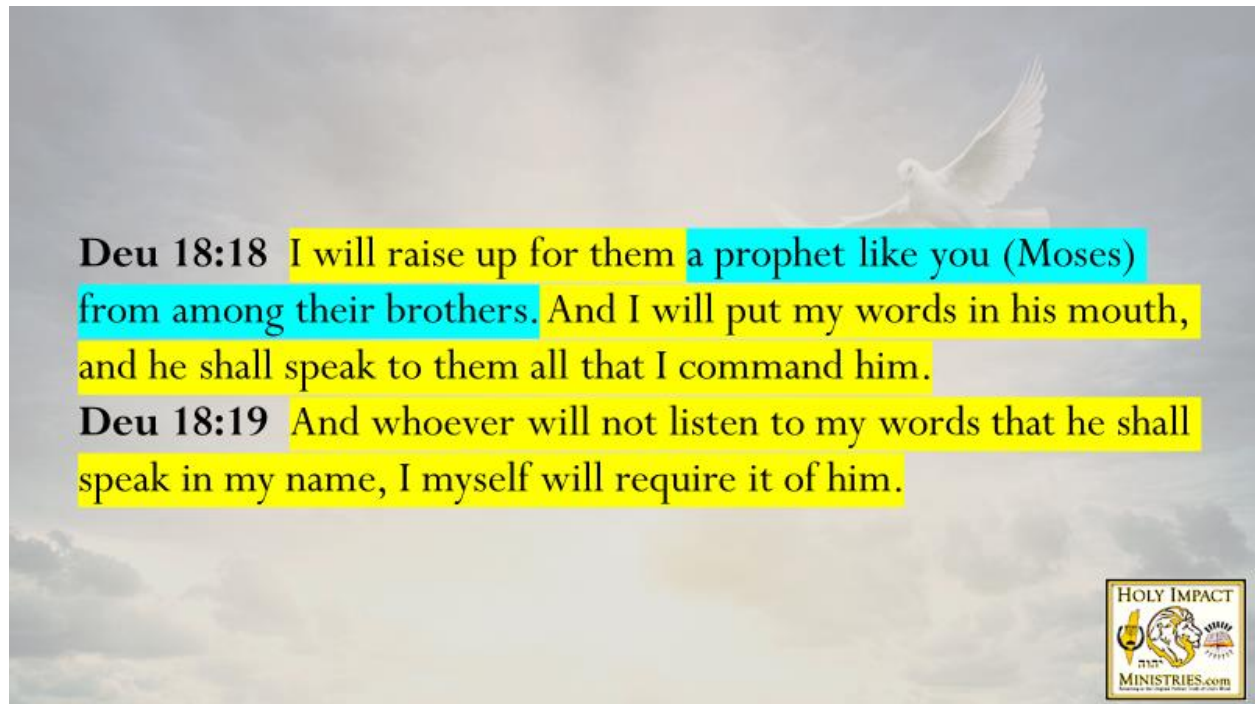 Deu 18:18 I will raise up for them a prophet like you (Moses)
from among their brothers. And I will put my words in his mouth,
and he shall speak to them all that I command him.
Deu 18:19 And whoever will not listen to my words that he shall
speak in my name, I myself will require it of him.
HOLY IMPACT
יהוה
MINISTRIES.com